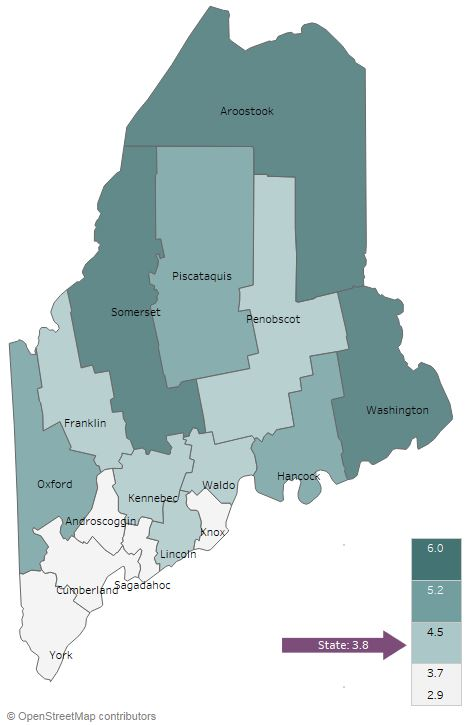 Aroostook
Piscataquis
Somerset
Penobscot
Washington
Franklin
Hancock
Oxford
Waldo
Kennebec
Androscoggin
Knox
Lincoln
Sagadahoc
Cumberland
York
6.0
5.2
4.5
State: 3.8
3.7
2.9
© OpenStreetMap contributors